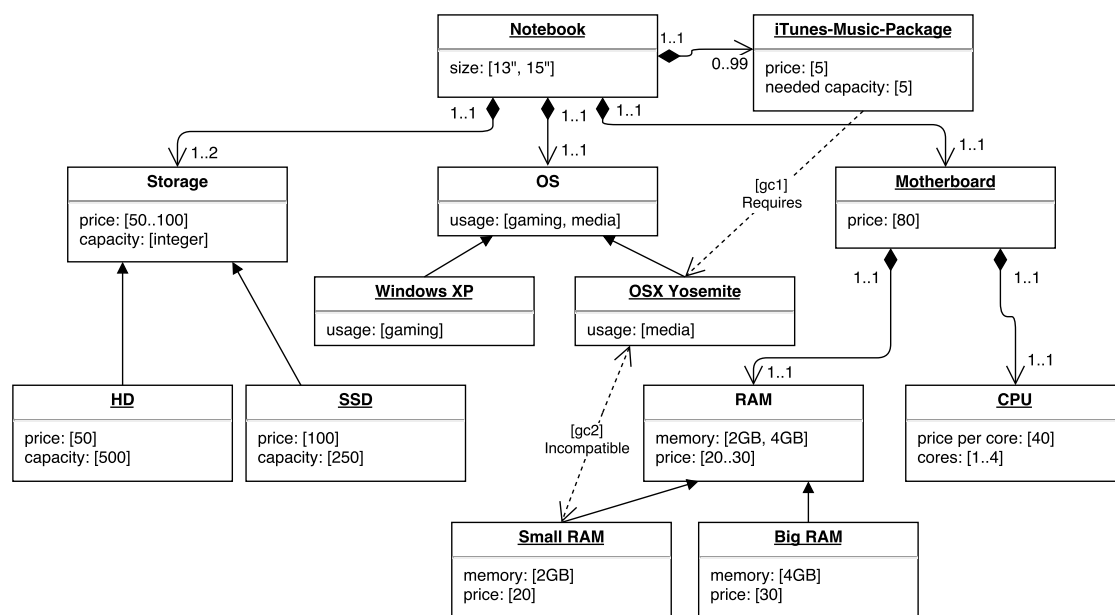 Notebook
size: [13", 15"]
1..1
0..99
iTunes-Music-Package
price: [5]
needed capacity: [5]
1..1
1..1
1..1
1..2
1..1
1..1
Storage
price: [50..100]
capacity: [integer]
OS
usage: [gaming, media]
[gc1]
Requires
Motherboard
price: [80]
Windows XP
usage: [gaming]
OSX Yosemite
usage: [media]
1..1
1..1
1..1
1..1
HD
price: [50]
capacity: [500]
SSD
price: [100]
capacity: [250]
[gc2]
Incompatible
RAM
memory: [2GB, 4GB]
price: [20..30]
CPU
price per core: [40]
cores: [1..4]
Small RAM
memory: [2GB]
price: [20]
Big RAM
memory: [4GB]
price: [30]